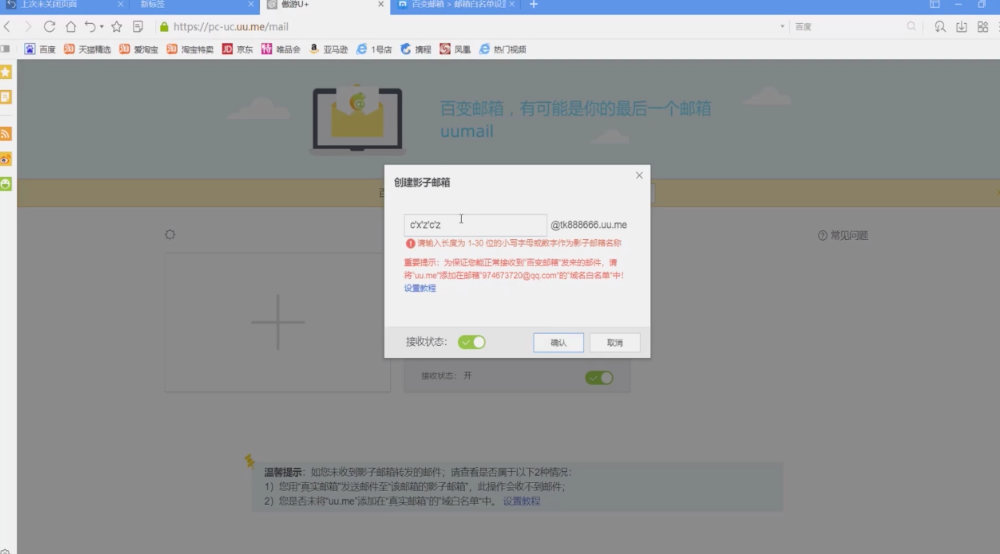 上次未关闭页面
新标签
傲游U+
百变邮箱 > 邮箱白名单设置
https://pc-uc.uu.me/mail
百度
百度
天猫精选
爱淘宝
淘宝特卖
京东
唯品会
亚马逊
1号店
携程
凤凰
热门视频
百变邮箱，有可能是你的最后一个邮箱
uumail
创建影子邮箱
c'x'z'c'z
@tk888666.uu.me
请输入长度为 1-30 位的小写字母或数字作为影子邮箱名称
重要提示：为保证您能正常接收到“百变邮箱”发来的邮件，请
将“uu.me”添加在邮箱“974673720@qq.com”的“域名白名单”中！
设置教程
接收状态：
确认
取消
常见问题
接收状态： 开
温馨提示：如您未收到影子邮箱转发的邮件；请查看是否属于以下2种情况：
1）您用“真实邮箱”发送邮件至“该邮箱的影子邮箱”，此操作会收不到邮件；
2）您是否未将“uu.me”添加在“真实邮箱”的“域白名单”中。 设置教程